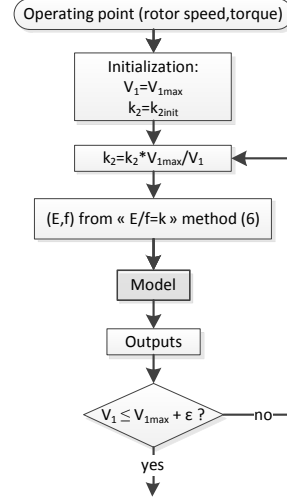 Operating point (rotor speed,torque)
Initialization:
V₁=V₁ₘₐₓ
k₂=k₂ᵢₙᵢₜ
k₂=k₂*V₁ₘₐₓ/V₁
(E,f) from « E/f=k » method (6)
Model
Outputs
V₁ ≤ V₁ₘₐₓ + ε ?
no
yes